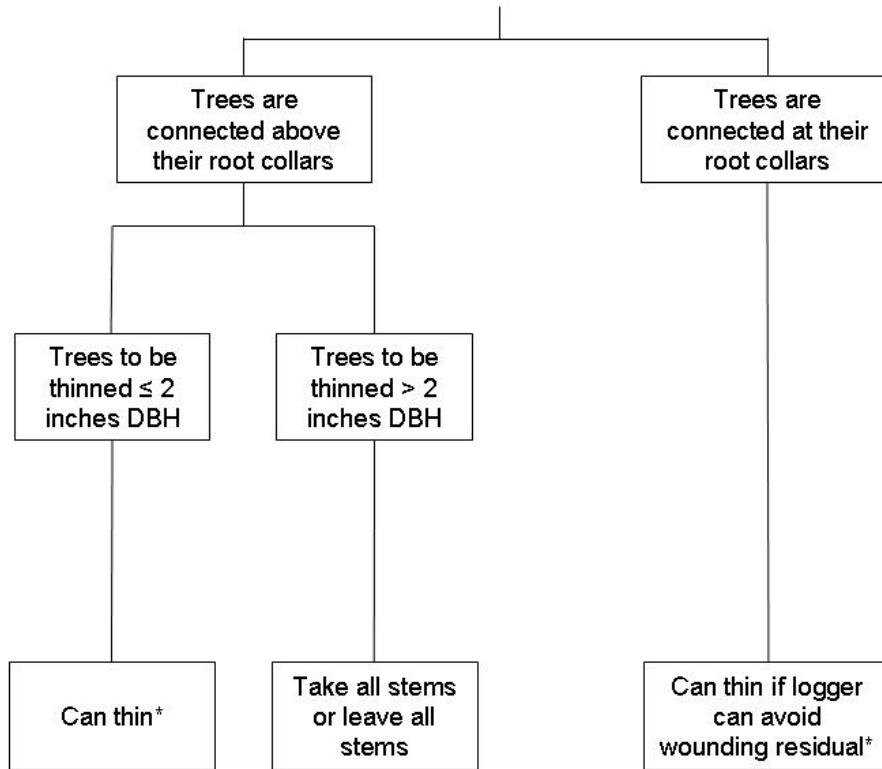 Trees are
connected above
their root collars
Trees are
connected at their
root collars
Trees to be
thinned ≤ 2
inches DBH
Trees to be
thinned > 2
inches DBH
Can thin*
Take all stems
or leave all
stems
Can thin if logger
can avoid
wounding residual*